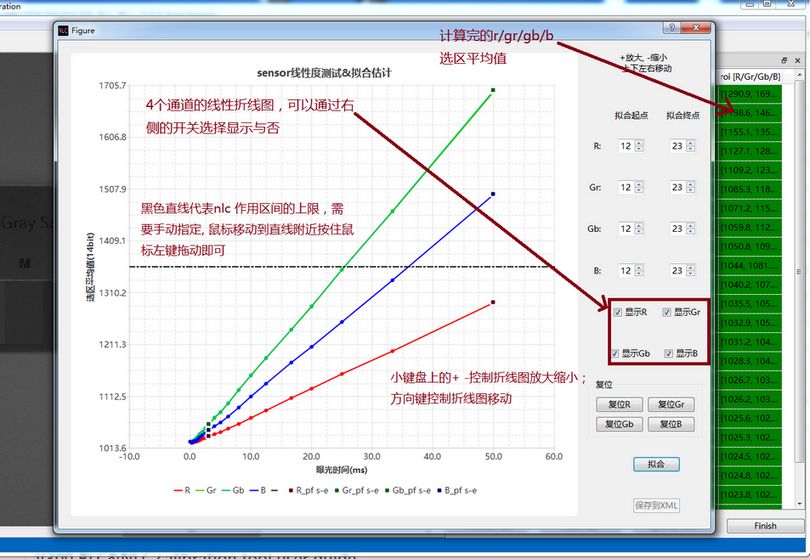 ration
Figure
计算完的r/gr/gb/b
选区平均值
+放大, -缩小
上下左右移动
sensor线性度测试&拟合估计
4个通道的线性折线图，可以通过右
侧的开关选择显示与否
黑色直线代表nlc 作用区间的上限，需
要手动指定, 鼠标移动到直线附近按住鼠
标左键拖动即可
小键盘上的+ -控制折线图放大缩小；
方向键控制折线图移动
选区平均值(14bit)
1705.7
1606.8
1507.9
1409.1
1310.2
1211.3
1112.5
1013.6
-10.0 0.0 10.0 20.0 30.0 40.0 50.0 60.0
曝光时间(ms)
R Gr Gb B R_pf s-e Gr_pf s-e Gb_pf s-e B_pf s-e
拟合起点 拟合终点
R: 12 23
Gr: 12 23
Gb: 12 23
B: 12 23
显示R 显示Gr
显示Gb 显示B
复位
复位R 复位Gr
复位Gb 复位B
拟合
保存到XML
roi [R/Gr/Gb/B]
[1290.9, 169...
[1198.6, 146...
[1155.1, 135...
[1127.1, 128...
[1109.2, 123...
[1085.3, 118...
[1071.2, 115...
[1059.8, 112...
[1050.8, 109...
[1044, 1081....
[1040.2, 107...
[1035.5, 105...
[1032.9, 105...
[1031.2, 104...
[1028.3, 104...
[1026.7, 103...
[1026.2, 103...
[1025.6, 102...
[1025.3, 102...
[1024.5, 102...
[1024.8, 102...
[1023.8, 102...
Finish
Gray S
M